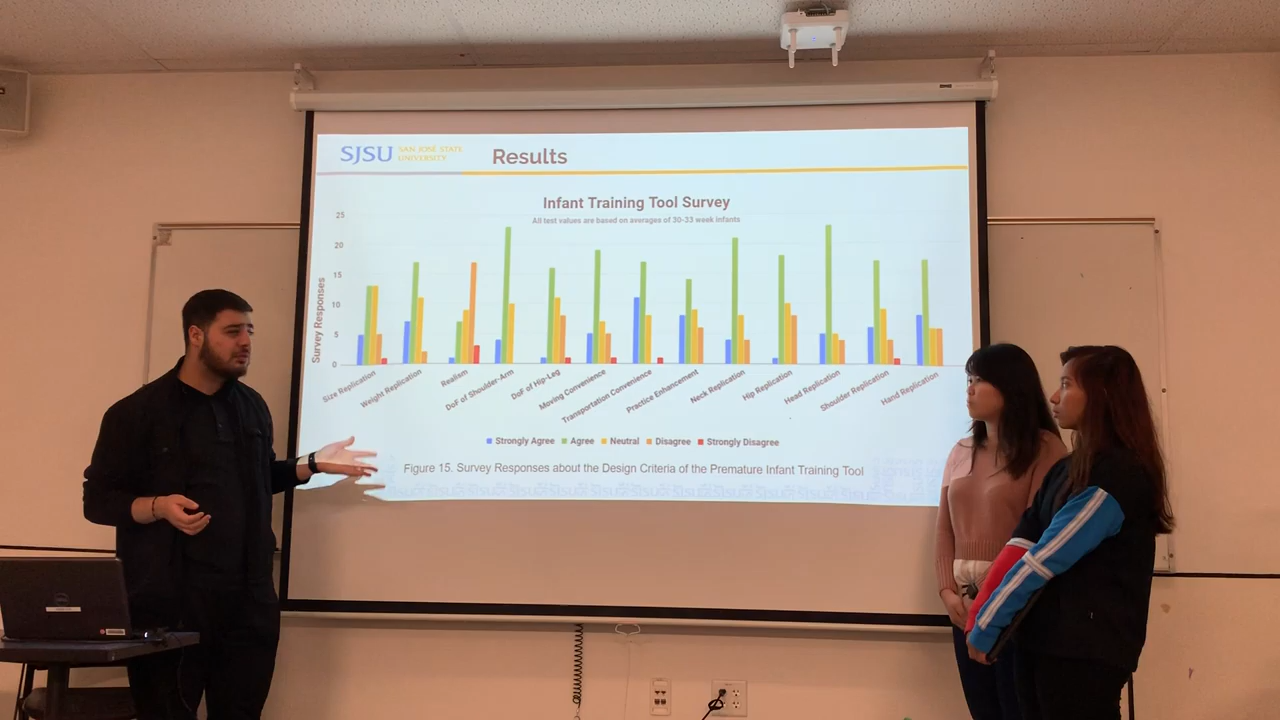 SJSU SAN JOSÉ STATE
UNIVERSITY
Results
Infant Training Tool Survey
All test values are based on averages of 30-33 week infants
Survey Responses
25
20
15
10
5
0
Size Replication
Weight Replication
Realism
DoF of Shoulder-Arm
DoF of Hip-Leg
Moving Convenience
Transportation Convenience
Practice Enhancement
Neck Replication
Hip Replication
Head Replication
Shoulder Replication
Hand Replication
Strongly Agree Agree Neutral Disagree Strongly Disagree
Figure 15. Survey Responses about the Design Criteria of the Premature Infant Training Tool